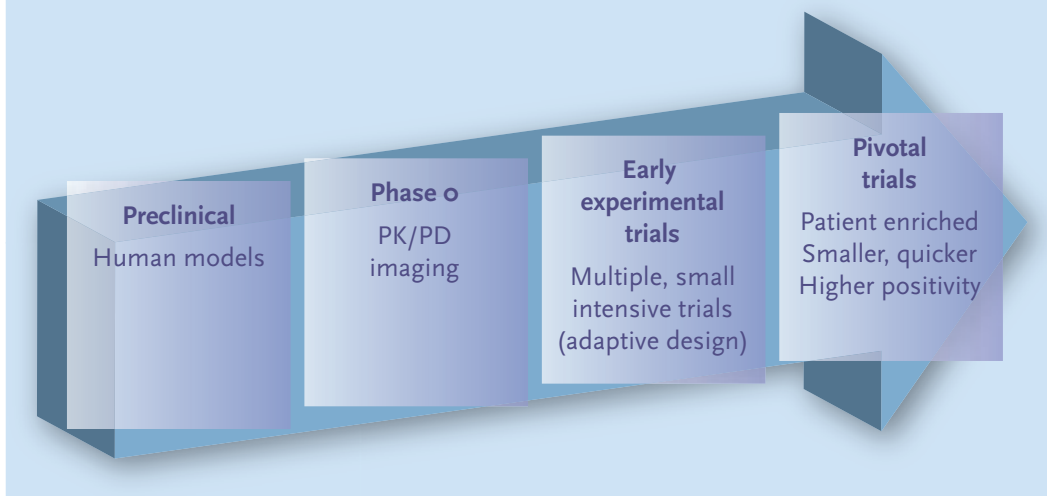 Preclinical
Human models
Phase 0
PK/PD
imaging
Early
experimental
trials
Multiple, small
intensive trials
(adaptive design)
Pivotal
trials
Patient enriched
Smaller, quicker
Higher positivity